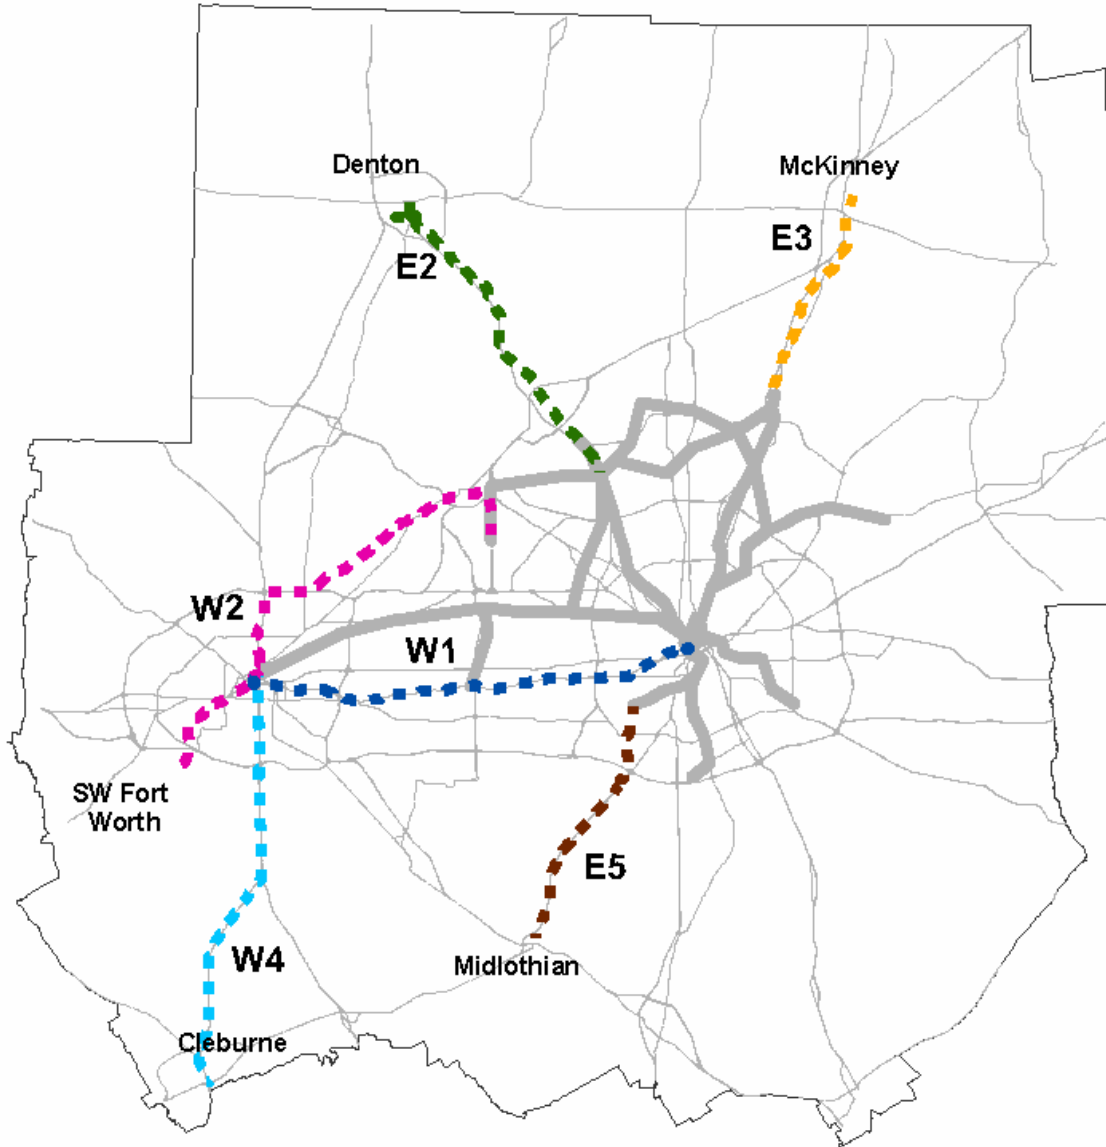 Denton
McKinney
E3
E2
W2
W1
SW Fort
Worth
E5
W4
Midlothian
Cleburne